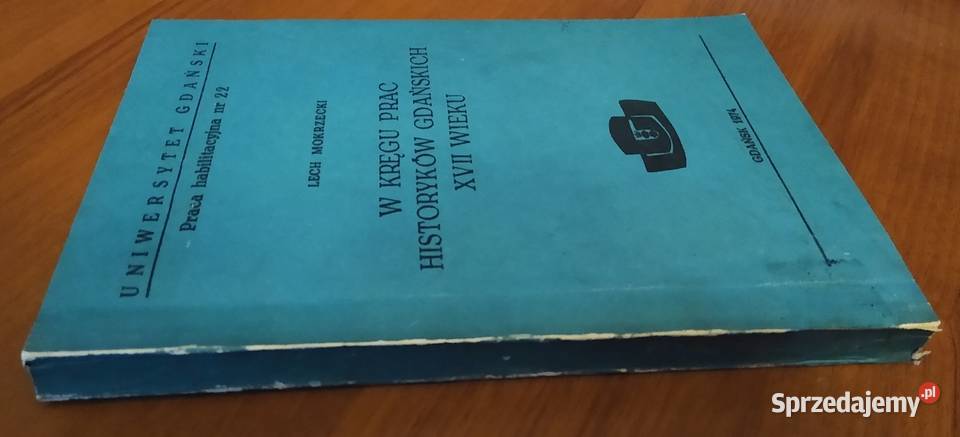 UNIWERSYTET GDAŃSKI
Praca habilitacyjna nr 22
LECH MOKRZECKI
W KRĘGU PRAC
HISTORYKÓW GDAŃSKICH
XVII WIEKU
GDAŃSK 1974
Sprzedajemy.pl